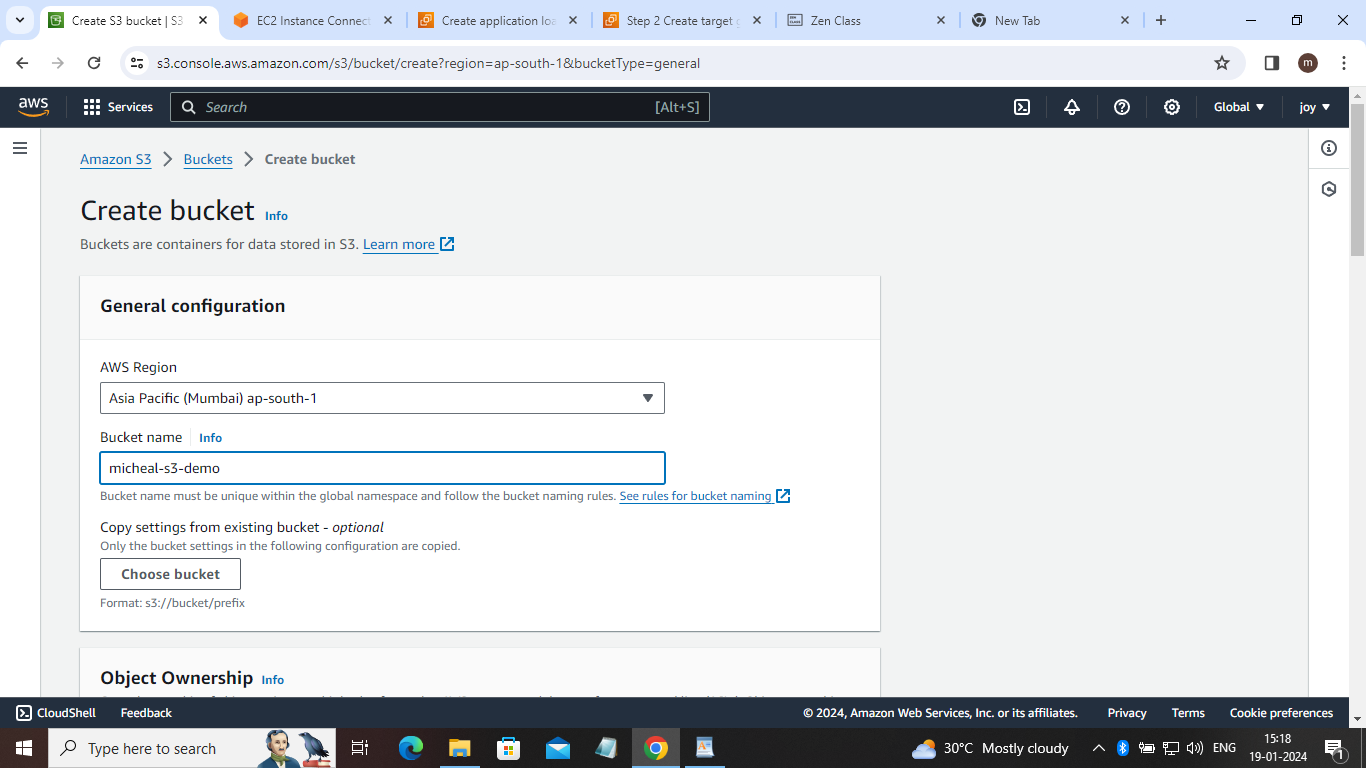 Create S3 bucket | S3
EC2 Instance Connect
Create application loa
Step 2 Create target g
Zen Class
New Tab
s3.console.aws.amazon.com/s3/bucket/create?region=ap-south-1&bucketType=general
m
aws
Services
Search
[Alt+S]
Global
joy
Amazon S3
Buckets
Create bucket
Create bucket Info
Buckets are containers for data stored in S3. Learn more
General configuration
AWS Region
Asia Pacific (Mumbai) ap-south-1
Bucket name Info
micheal-s3-demo
Bucket name must be unique within the global namespace and follow the bucket naming rules. See rules for bucket naming
Copy settings from existing bucket - optional
Only the bucket settings in the following configuration are copied.
Choose bucket
Format: s3://bucket/prefix
Object Ownership Info
CloudShell
Feedback
© 2024, Amazon Web Services, Inc. or its affiliates.
Privacy
Terms
Cookie preferences
Type here to search
30°C Mostly cloudy
ENG
15:18
19-01-2024
1